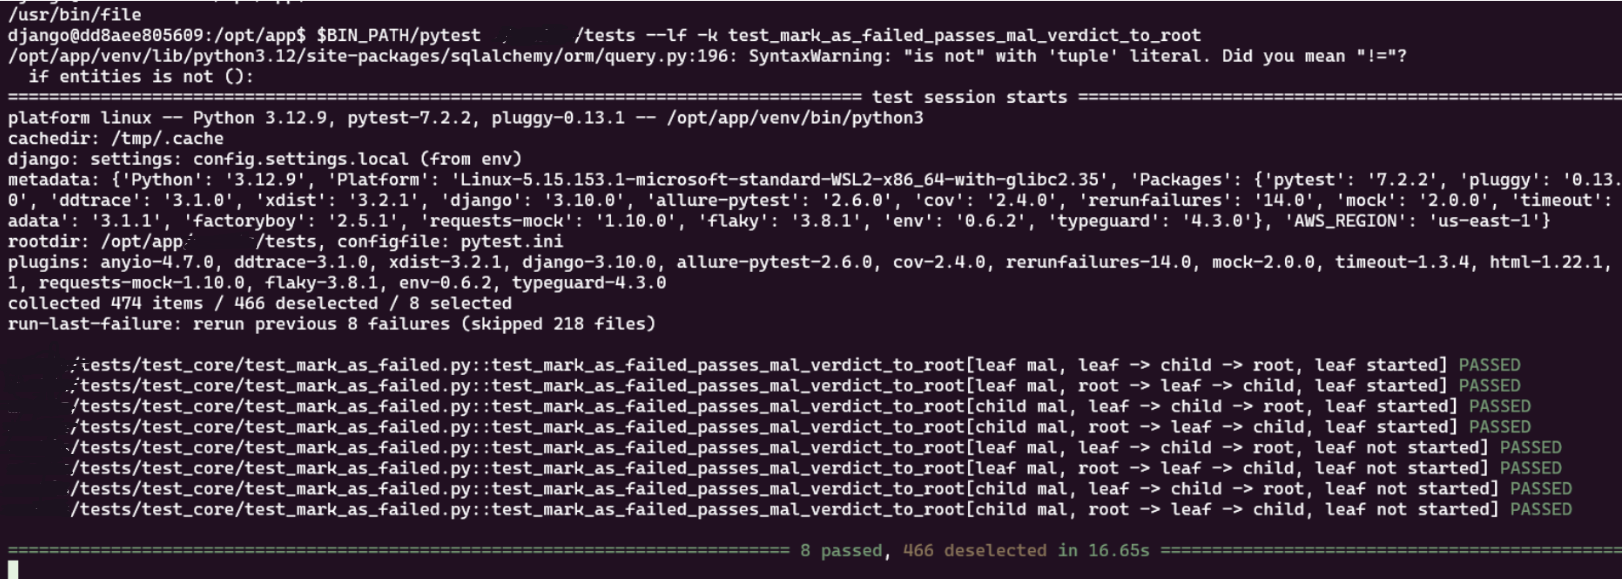 /usr/bin/file
django@dd8aee805609:/opt/app$ $BIN_PATH/pytest /tests --lf -k test_mark_as_failed_passes_mal_verdict_to_root
/opt/app/venv/lib/python3.12/site-packages/sqlalchemy/orm/query.py:196: SyntaxWarning: "is not" with 'tuple' literal. Did you mean "!="?
  if entities is not ():
=================================================================================== test session starts =====================================================
platform linux -- Python 3.12.9, pytest-7.2.2, pluggy-0.13.1 -- /opt/app/venv/bin/python3
cachedir: /tmp/.cache
django: settings: config.settings.local (from env)
metadata: {'Python': '3.12.9', 'Platform': 'Linux-5.15.153.1-microsoft-standard-WSL2-x86_64-with-glibc2.35', 'Packages': {'pytest': '7.2.2', 'pluggy': '0.13.
0', 'ddtrace': '3.1.0', 'xdist': '3.2.1', 'django': '3.10.0', 'allure-pytest': '2.6.0', 'cov': '2.4.0', 'rerunfailures': '14.0', 'mock': '2.0.0', 'timeout':
adata': '3.1.1', 'factoryboy': '2.5.1', 'requests-mock': '1.10.0', 'flaky': '3.8.1', 'env': '0.6.2', 'typeguard': '4.3.0'}, 'AWS_REGION': 'us-east-1'}
rootdir: /opt/app /tests, configfile: pytest.ini
plugins: anyio-4.7.0, ddtrace-3.1.0, xdist-3.2.1, django-3.10.0, allure-pytest-2.6.0, cov-2.4.0, rerunfailures-14.0, mock-2.0.0, timeout-1.3.4, html-1.22.1,
1, requests-mock-1.10.0, flaky-3.8.1, env-0.6.2, typeguard-4.3.0
collected 474 items / 466 deselected / 8 selected
run-last-failure: rerun previous 8 failures (skipped 218 files)
/tests/test_core/test_mark_as_failed.py::test_mark_as_failed_passes_mal_verdict_to_root[leaf mal, leaf -> child -> root, leaf started] PASSED
/tests/test_core/test_mark_as_failed.py::test_mark_as_failed_passes_mal_verdict_to_root[leaf mal, root -> leaf -> child, leaf started] PASSED
/tests/test_core/test_mark_as_failed.py::test_mark_as_failed_passes_mal_verdict_to_root[child mal, leaf -> child -> root, leaf started] PASSED
/tests/test_core/test_mark_as_failed.py::test_mark_as_failed_passes_mal_verdict_to_root[child mal, root -> leaf -> child, leaf started] PASSED
/tests/test_core/test_mark_as_failed.py::test_mark_as_failed_passes_mal_verdict_to_root[leaf mal, leaf -> child -> root, leaf not started] PASSED
/tests/test_core/test_mark_as_failed.py::test_mark_as_failed_passes_mal_verdict_to_root[leaf mal, root -> leaf -> child, leaf not started] PASSED
/tests/test_core/test_mark_as_failed.py::test_mark_as_failed_passes_mal_verdict_to_root[child mal, leaf -> child -> root, leaf not started] PASSED
/tests/test_core/test_mark_as_failed.py::test_mark_as_failed_passes_mal_verdict_to_root[child mal, root -> leaf -> child, leaf not started] PASSED
============================================================================ 8 passed, 466 deselected in 16.65s =============================================